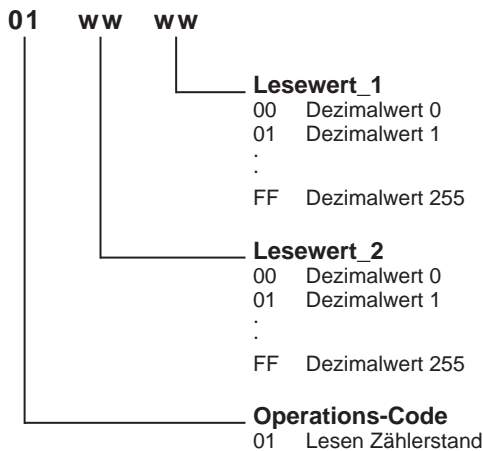 01 ww ww
Lesewert_1
00 Dezimalwert 0
01 Dezimalwert 1
.
.
FF Dezimalwert 255
Lesewert_2
00 Dezimalwert 0
01 Dezimalwert 1
.
.
FF Dezimalwert 255
Operations-Code
01 Lesen Zählerstand